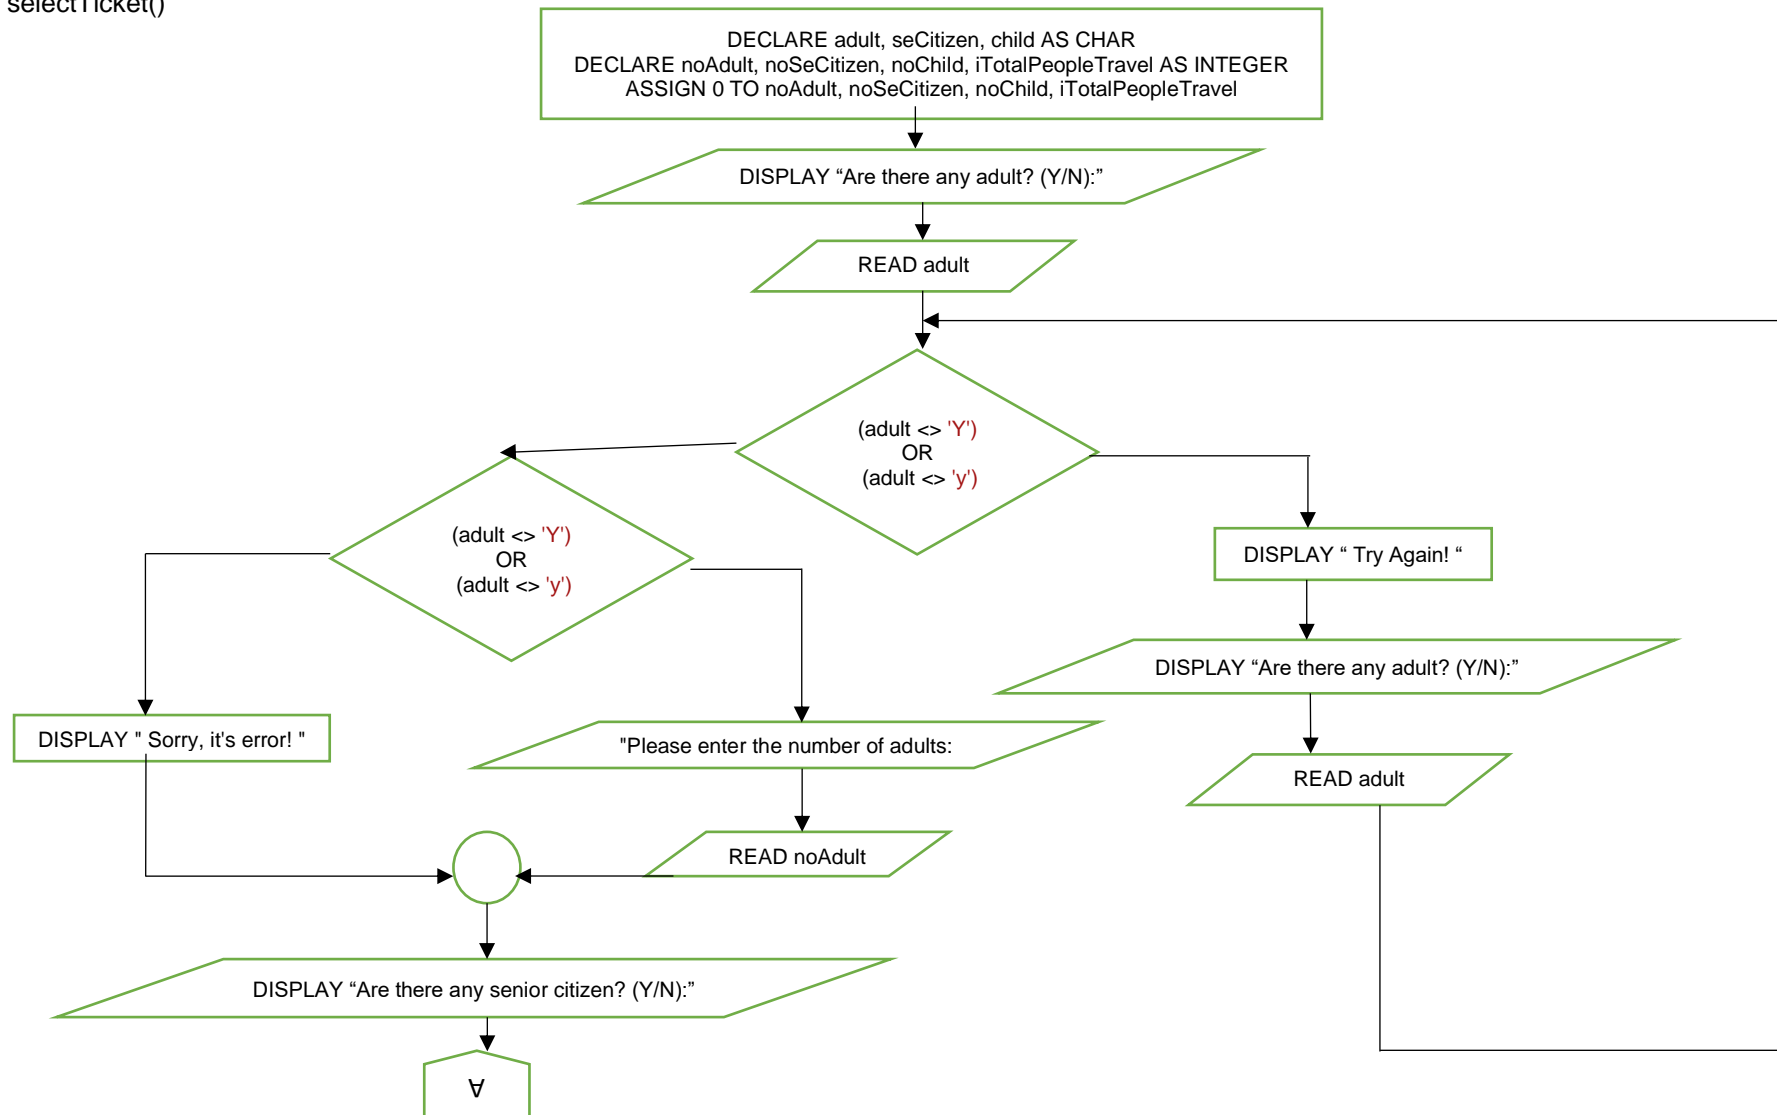 selectTicket()
DECLARE adult, seCitizen, child AS CHAR
DECLARE noAdult, noSeCitizen, noChild, iTotalPeopleTravel AS INTEGER
ASSIGN 0 TO noAdult, noSeCitizen, noChild, iTotalPeopleTravel
DISPLAY “Are there any adult? (Y/N):”
READ adult
(adult <> 'Y')
OR
(adult <> 'y')
(adult <> 'Y')
OR
(adult <> 'y')
DISPLAY “ Try Again! “
DISPLAY “Are there any adult? (Y/N):”
READ adult
DISPLAY " Sorry, it's error! "
"Please enter the number of adults:
READ noAdult
DISPLAY “Are there any senior citizen? (Y/N):”
A